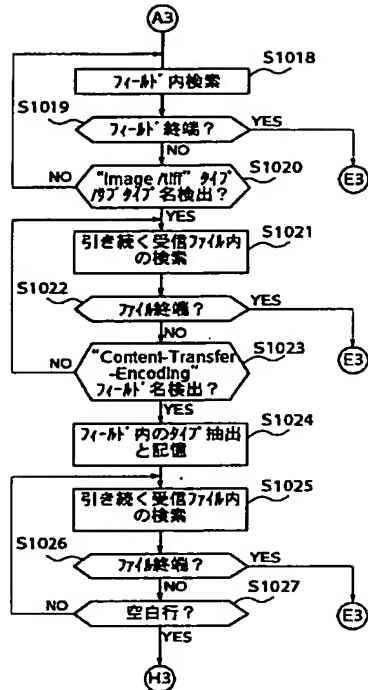 A3
S1018
フィールド内検索
S1019
フィールド終端？
YES
NO
E3
S1020
"Image/tiff"タイプ
/サブタイプ名検出？
NO
YES
S1021
引き続く受信ファイル内
の検索
S1022
ファイル終端？
YES
NO
E3
S1023
"Content-Transfer
-Encoding"
フィールド名検出？
NO
YES
S1024
フィールド内のタイプ抽出
と記憶
S1025
引き続く受信ファイル内
の検索
S1026
ファイル終端？
YES
NO
E3
S1027
空白行？
NO
YES
H3